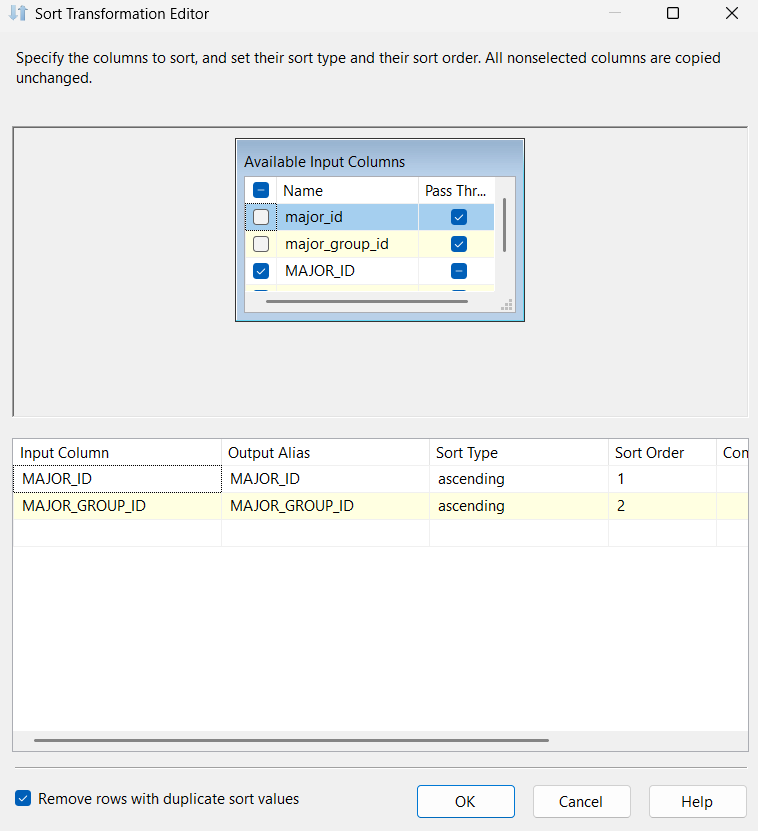 Sort Transformation Editor
Specify the columns to sort, and set their sort type and their sort order. All nonselected columns are copied
unchanged.
Available Input Columns
Name Pass Thr...
major_id
major_group_id
MAJOR_ID
Input Column Output Alias Sort Type Sort Order
MAJOR_ID MAJOR_ID ascending 1
MAJOR_GROUP_ID MAJOR_GROUP_ID ascending 2
Remove rows with duplicate sort values OK Cancel Help